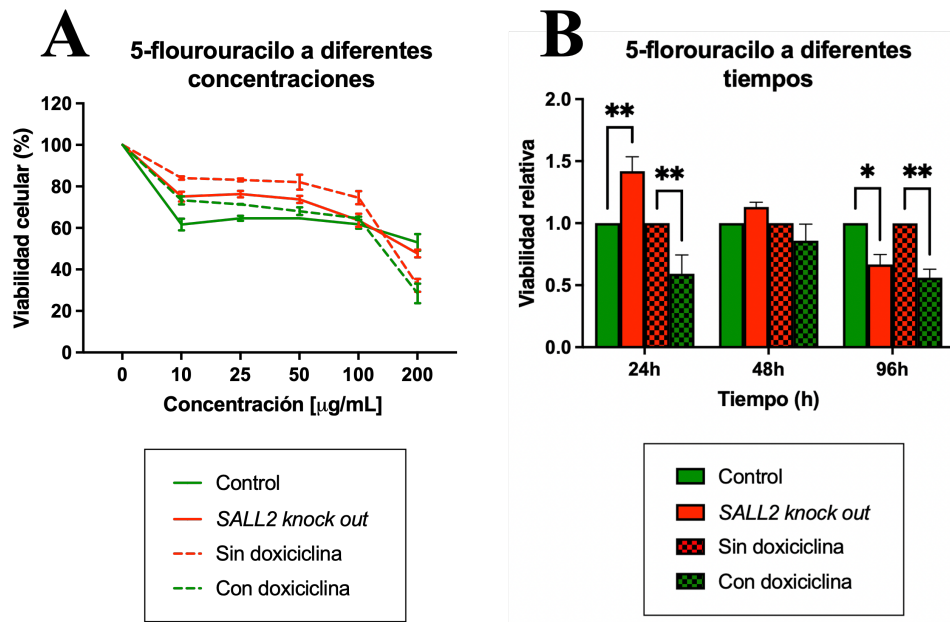 A
5-flourouracilo a diferentes
concentraciones
Viabilidad celular (%)
120
100
80
60
40
20
0
0 10 25 50 100 200
Concentración [μg/mL]
Control
SALL2 knock out
Sin doxiciclina
Con doxiciclina
B
5-florouracilo a diferentes
tiempos
Viabilidad relativa
2.0
1.5
1.0
0.5
0.0
** ** * **
24h 48h 96h
Tiempo (h)
Control
SALL2 knock out
Sin doxiciclina
Con doxiciclina